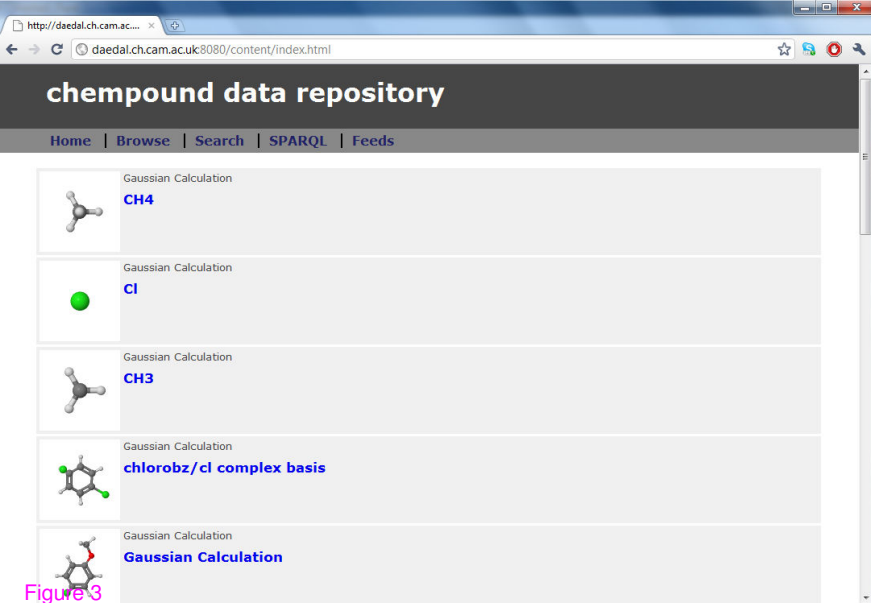 http://daedal.ch.cam.ac....
daedal.ch.cam.ac.uk:8080/content/index.html
chempound data repository
Home | Browse | Search | SPARQL | Feeds
Gaussian Calculation
CH4
Gaussian Calculation
Cl
Gaussian Calculation
CH3
Gaussian Calculation
chlorobz/cl complex basis
Gaussian Calculation
Gaussian Calculation
Figure 3